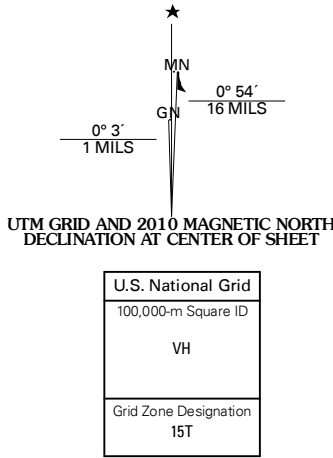 ★
MN
0° 54´
16 MILS
GN
0° 3´
1 MILS
UTM GRID AND 2010 MAGNETIC NORTH
DECLINATION AT CENTER OF SHEET
U.S. National Grid
100,000-m Square ID
VH
Grid Zone Designation
15T